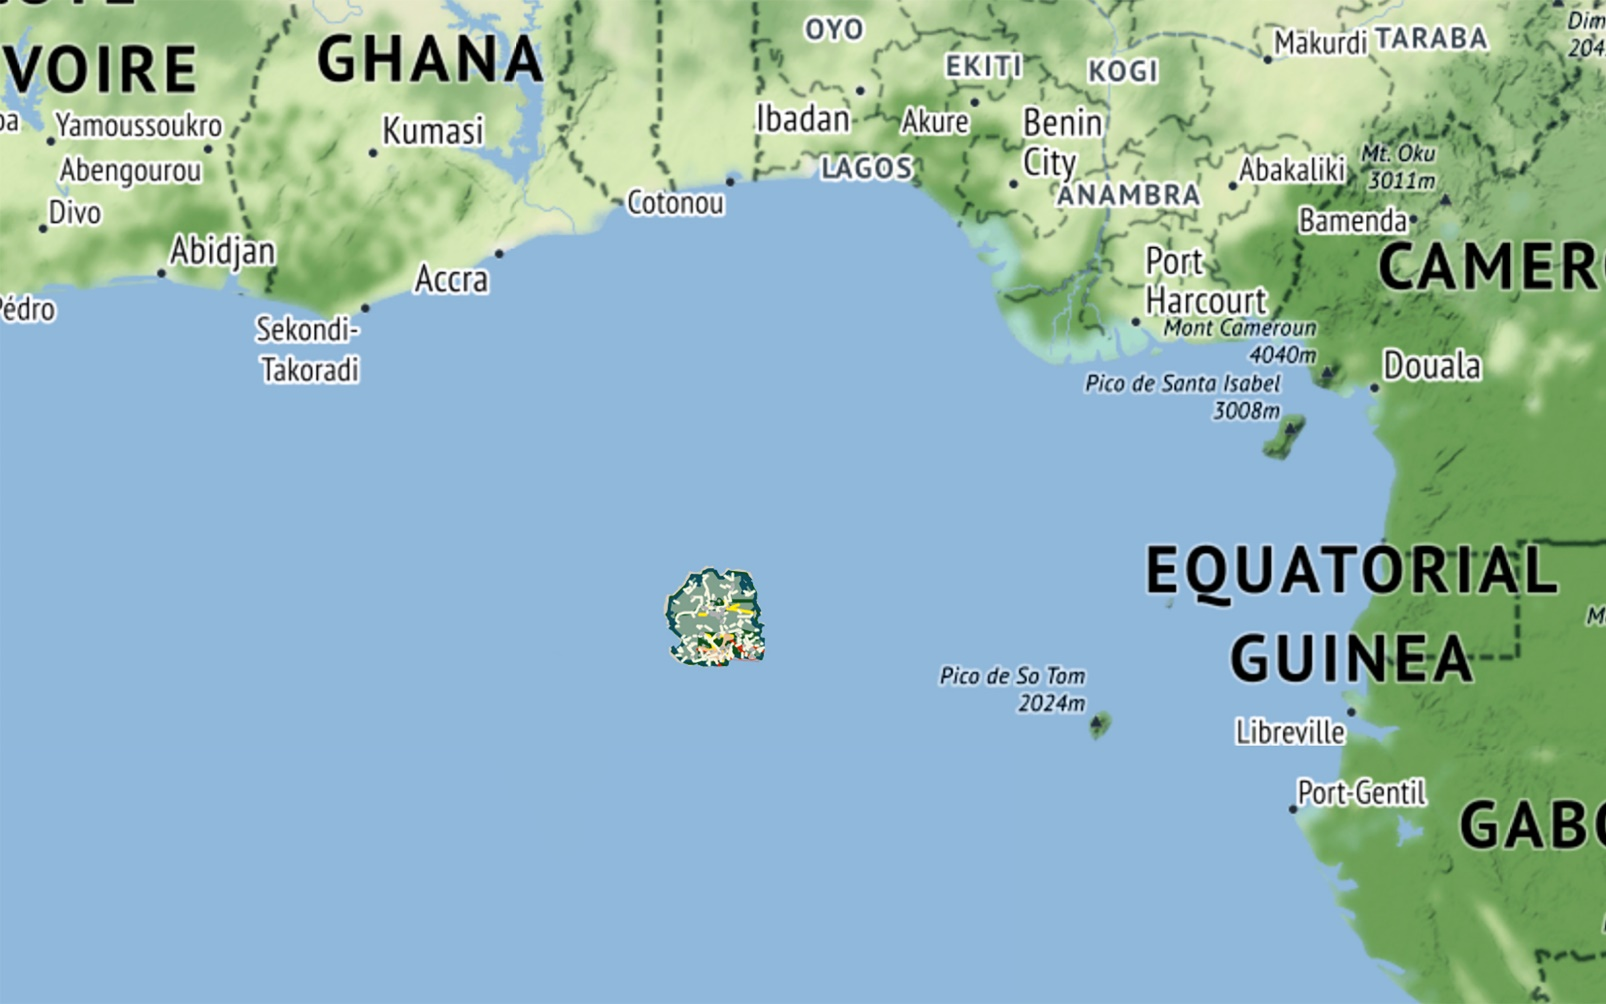 VOIRE
GHANA
OYO
EKITI
KOGI
Makurdi
TARABA
Yamoussoukro
Kumasi
Ibadan
Akure
Benin
City
Abengourou
LAGOS
ANAMBRA
Abakaliki
Mt. Oku
3011m
Divo
Cotonou
Bamenda
Abidjan
Accra
Port
Harcourt
CAMER
Pédro
Sekondi-
Takoradi
Mont Cameroun
4040m
Douala
Pico de Santa Isabel
3008m
EQUATORIAL
GUINEA
Pico de So Tom
2024m
Libreville
Port-Gentil
GAB